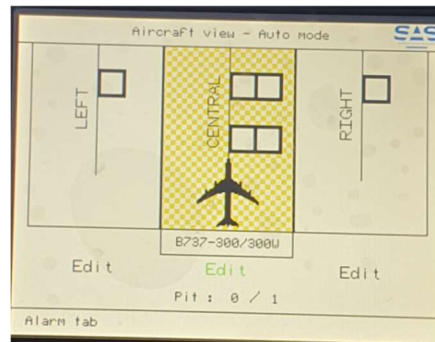 Aircraft view - Auto mode
SAS
LEFT
CENTRAL
RIGHT
B737-300/300W
Edit
Edit
Edit
Pit : 0 / 1
Alarm tab